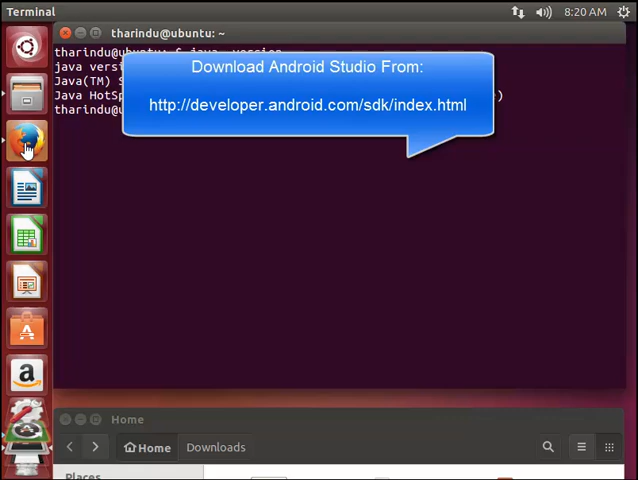 Terminal
8:20 AM
tharindu@ubuntu: ~
tharindu@ubuntu:~$ java -version
java versi
Java(TM) S
Java HotSp
)
tharindu@u
Download Android Studio From:
http://developer.android.com/sdk/index.html
Home
Home
Downloads
Places